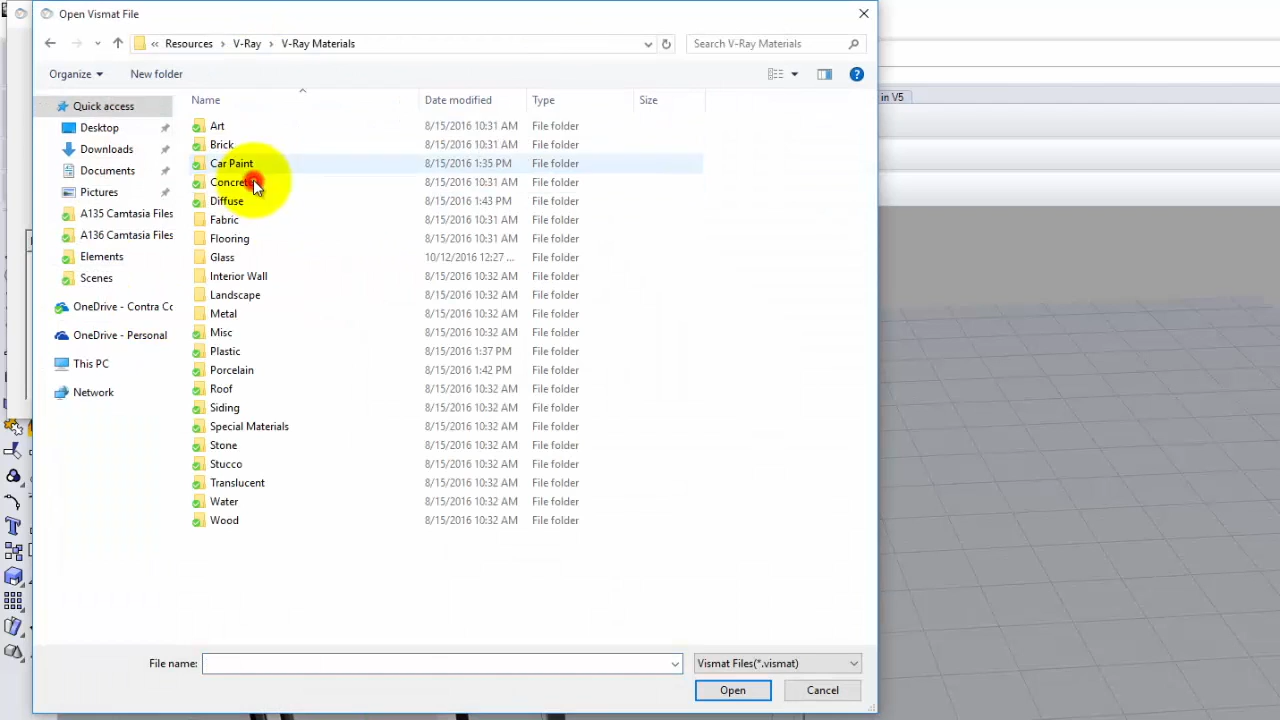 Open Vismat File
« Resources › V-Ray › V-Ray Materials
Search V-Ray Materials
Organize
New folder
in V5
Name Date modified Type Size
Quick access
Desktop
Downloads
Documents
Pictures
A135 Camtasia Files
A136 Camtasia Files
Elements
Scenes
OneDrive - Contra Cc
OneDrive - Personal
This PC
Network
Art 8/15/2016 10:31 AM File folder
Brick 8/15/2016 10:31 AM File folder
Car Paint 8/15/2016 1:35 PM File folder
Concrete 8/15/2016 10:31 AM File folder
Diffuse 8/15/2016 1:43 PM File folder
Fabric 8/15/2016 10:31 AM File folder
Flooring 8/15/2016 10:31 AM File folder
Glass 10/12/2016 12:27 ... File folder
Interior Wall 8/15/2016 10:32 AM File folder
Landscape 8/15/2016 10:32 AM File folder
Metal 8/15/2016 10:32 AM File folder
Misc 8/15/2016 10:32 AM File folder
Plastic 8/15/2016 1:37 PM File folder
Porcelain 8/15/2016 1:42 PM File folder
Roof 8/15/2016 10:32 AM File folder
Siding 8/15/2016 10:32 AM File folder
Special Materials 8/15/2016 10:32 AM File folder
Stone 8/15/2016 10:32 AM File folder
Stucco 8/15/2016 10:32 AM File folder
Translucent 8/15/2016 10:32 AM File folder
Water 8/15/2016 10:32 AM File folder
Wood 8/15/2016 10:32 AM File folder
File name:
Vismat Files(*.vismat)
Open
Cancel